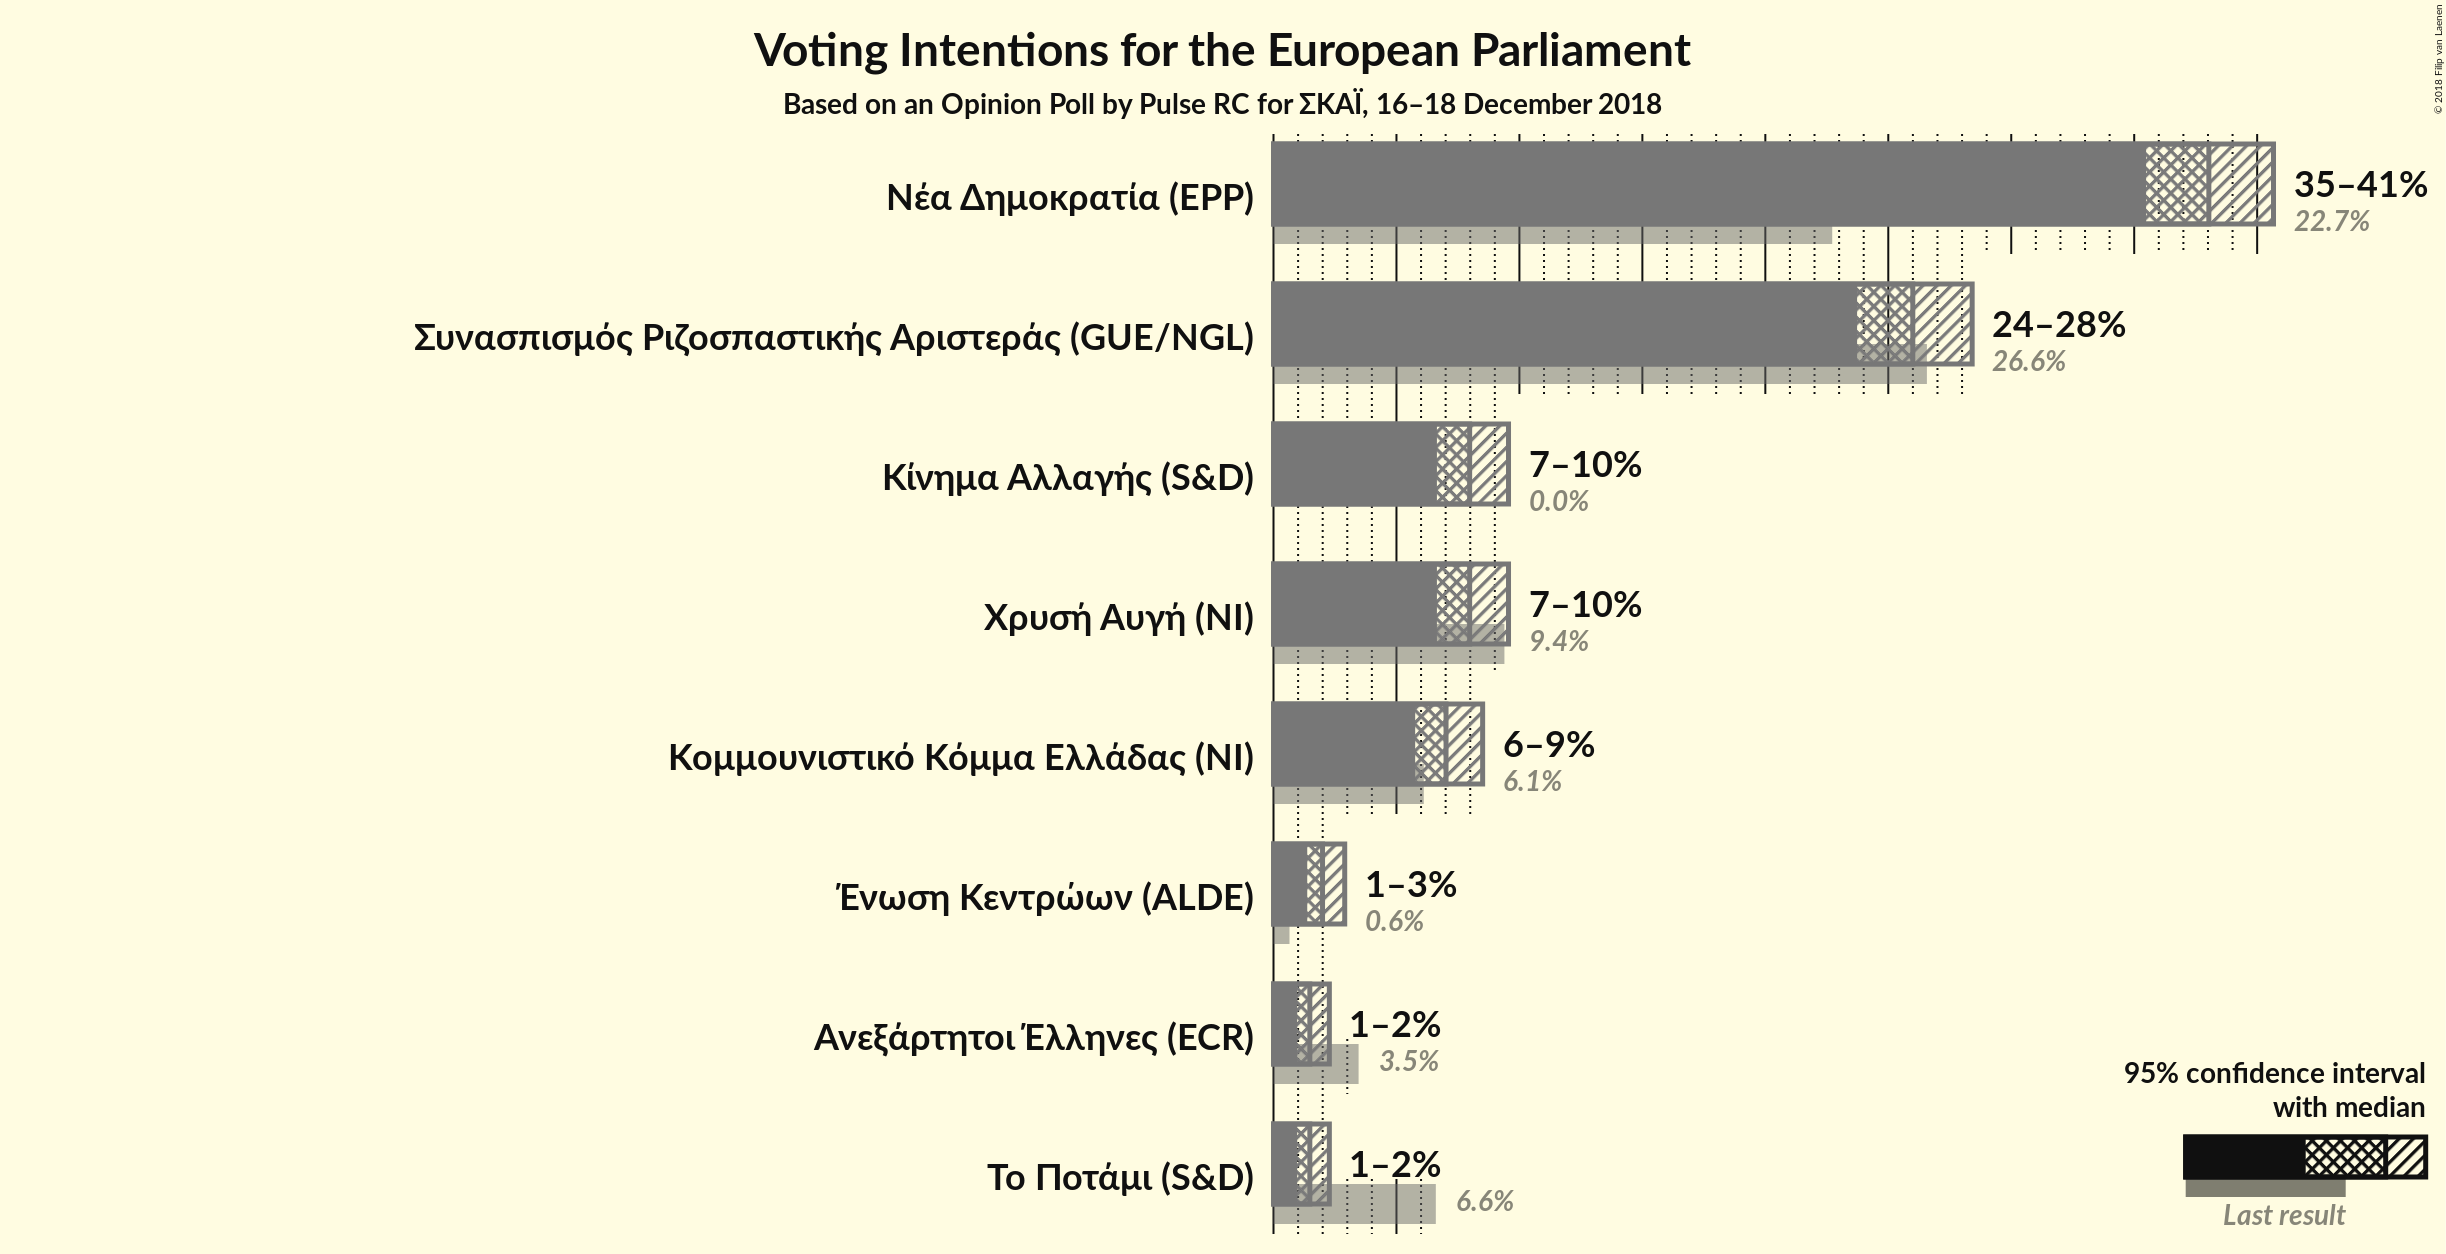 Voting Intentions for the European Parliament
Based on an Opinion Poll by Pulse RC for ΣΚΑΪ, 16–18 December 2018
© 2018 Filip van Laenen
Νέα Δημοκρατία (EPP)
35–41%
22.7%
Συνασπισμός Ριζοσπαστικής Αριστεράς (GUE/NGL)
24–28%
26.6%
Κίνημα Αλλαγής (S&D)
7–10%
0.0%
Χρυσή Αυγή (NI)
7–10%
9.4%
Κομμουνιστικό Κόμμα Ελλάδας (NI)
6–9%
6.1%
Ένωση Κεντρώων (ALDE)
1–3%
0.6%
Ανεξάρτητοι Έλληνες (ECR)
1–2%
3.5%
Το Ποτάμι (S&D)
1–2%
6.6%
95% confidence interval
with median
Last result